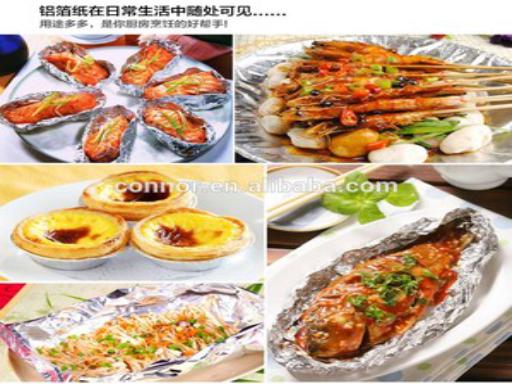 铝箔纸在日常生活中随处可见......
用途多多，是你厨房烹饪的好帮手!
connor.en.alibaba.com